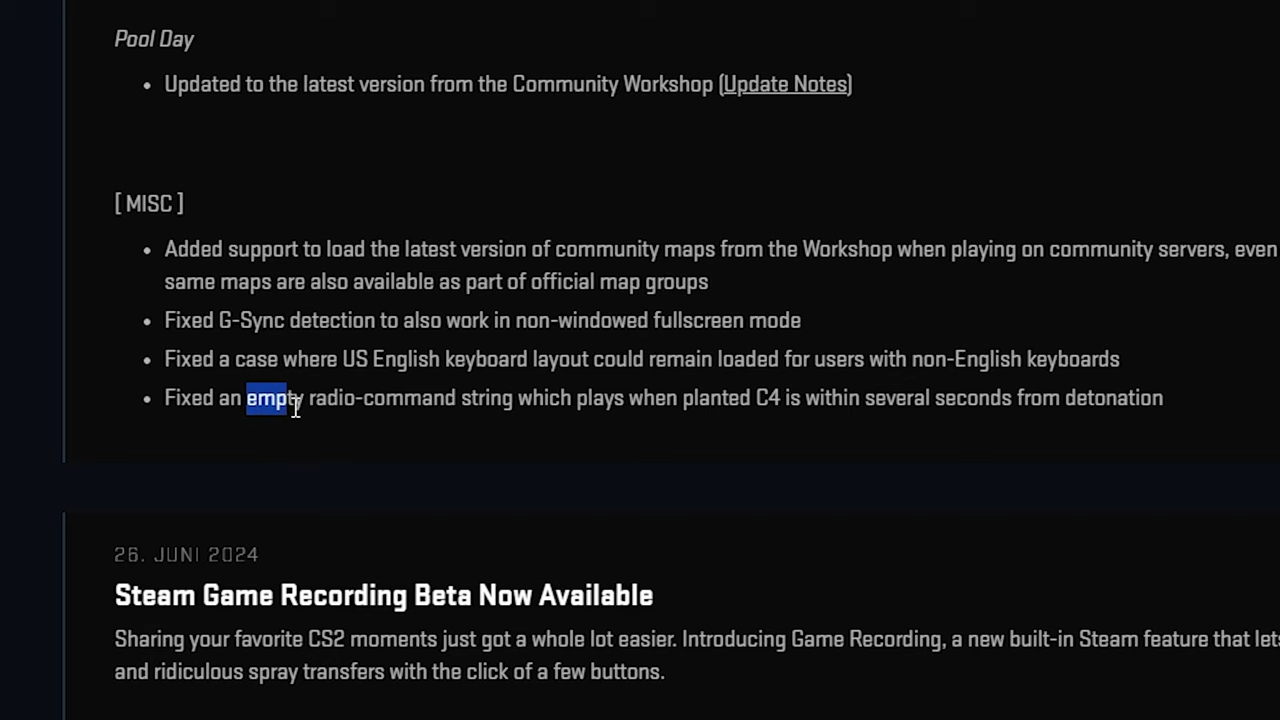 Pool Day
• Updated to the latest version from the Community Workshop (Update Notes)
[ MISC ]
• Added support to load the latest version of community maps from the Workshop when playing on community servers, even
same maps are also available as part of official map groups
• Fixed G-Sync detection to also work in non-windowed fullscreen mode
• Fixed a case where US English keyboard layout could remain loaded for users with non-English keyboards
• Fixed an empty radio-command string which plays when planted C4 is within several seconds from detonation
26. JUNI 2024
Steam Game Recording Beta Now Available
Sharing your favorite CS2 moments just got a whole lot easier. Introducing Game Recording, a new built-in Steam feature that lets
and ridiculous spray transfers with the click of a few buttons.